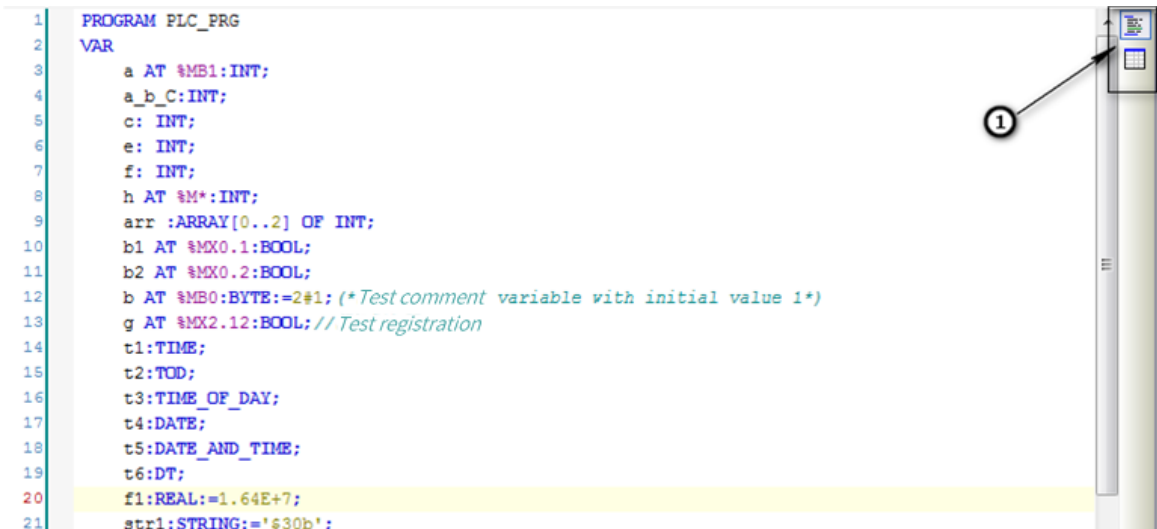 1 PROGRAM PLC_PRG
2 VAR
3 a AT %MB1:INT;
4 a_b_C:INT;
5 c: INT;
6 e: INT;
7 f: INT;
8 h AT %M*:INT;
9 arr :ARRAY[0..2] OF INT;
10 b1 AT %MX0.1:BOOL;
11 b2 AT %MX0.2:BOOL;
12 b AT %MB0:BYTE:=2#1;(*Test comment variable with initial value 1*)
13 g AT %MX2.12:BOOL;// Test registration
14 t1:TIME;
15 t2:TOD;
16 t3:TIME_OF_DAY;
17 t4:DATE;
18 t5:DATE_AND_TIME;
19 t6:DT;
20 f1:REAL:=1.64E+7;
21 str1:STRING:='$30b';
1